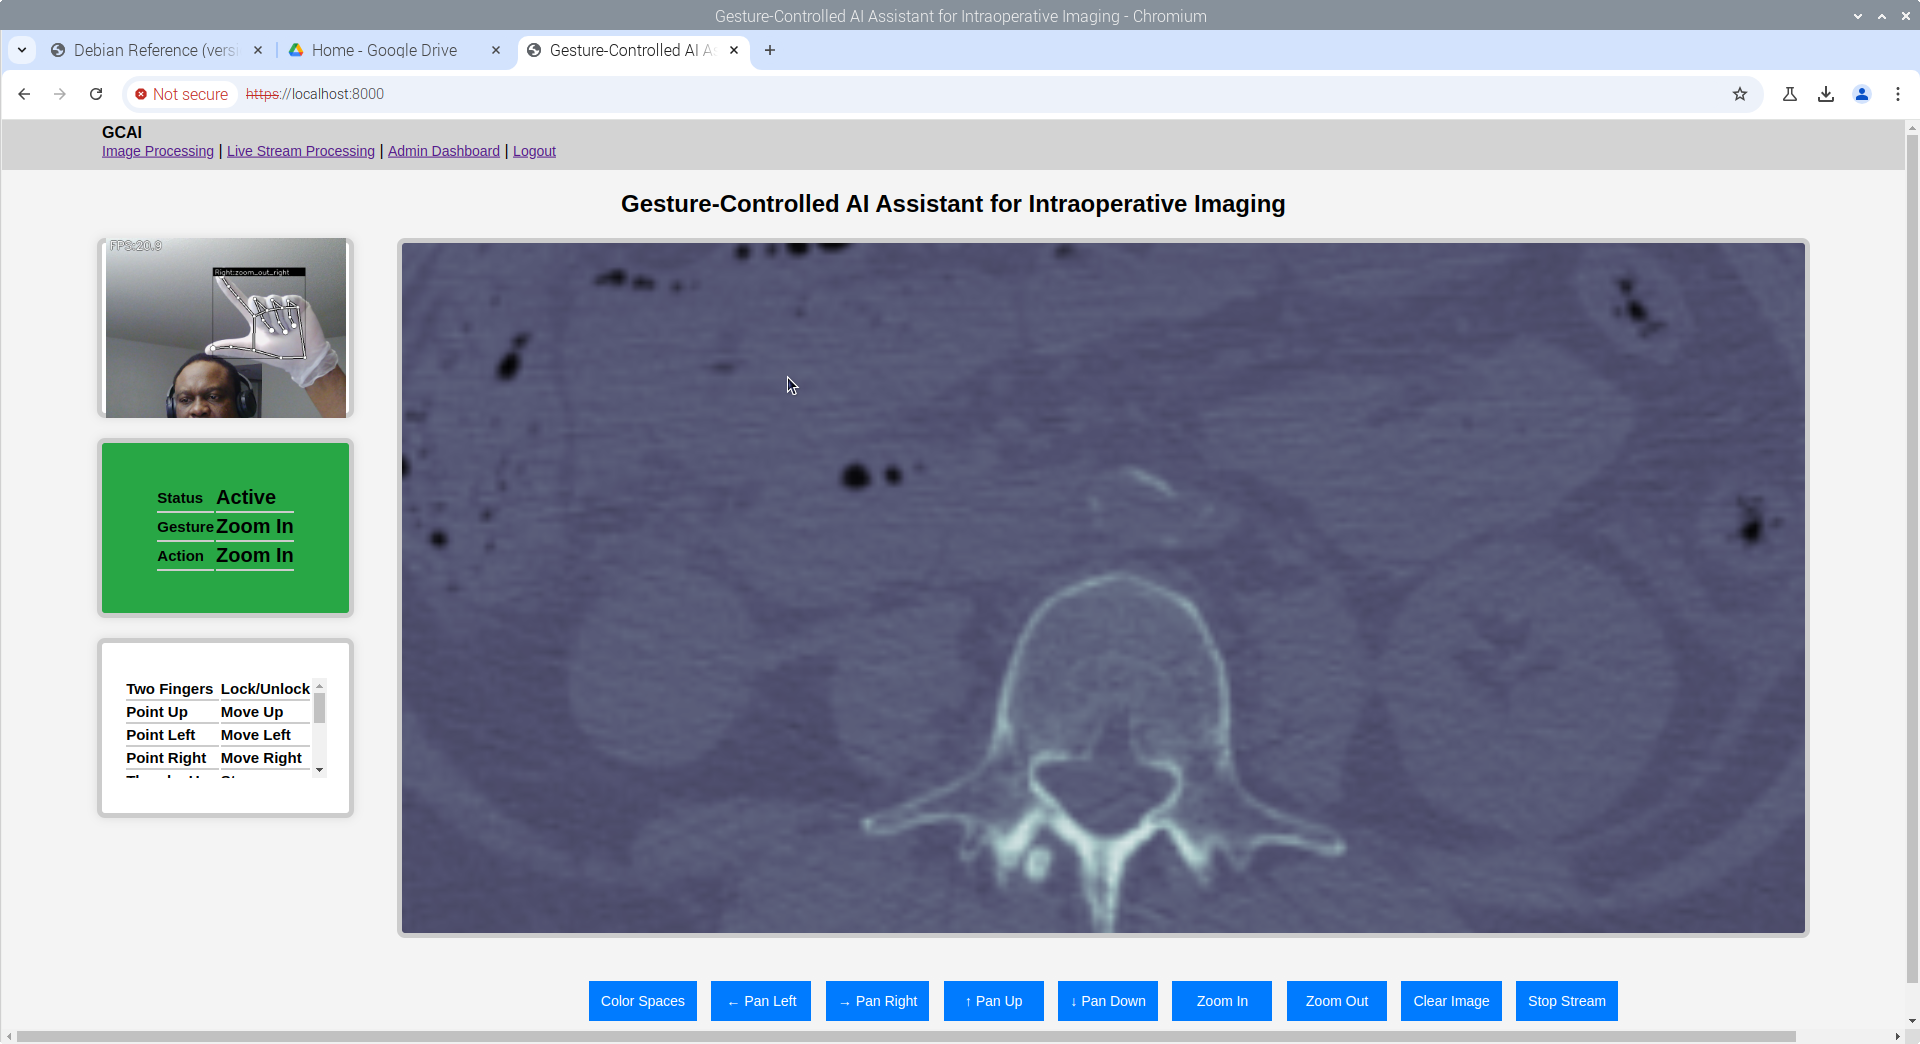 Gesture-Controlled AI Assistant for Intraoperative Imaging - Chromium
Debian Reference (versi
Home - Google Drive
Gesture-Controlled AI As
Not secure
https://localhost:8000
GCAI
Image Processing | Live Stream Processing | Admin Dashboard | Logout
Gesture-Controlled AI Assistant for Intraoperative Imaging
FPS:20.9
Right:zoom_out_right
Status Active
Gesture Zoom In
Action Zoom In
Two Fingers Lock/Unlock
Point Up Move Up
Point Left Move Left
Point Right Move Right
Color Spaces
← Pan Left
→ Pan Right
↑ Pan Up
↓ Pan Down
Zoom In
Zoom Out
Clear Image
Stop Stream